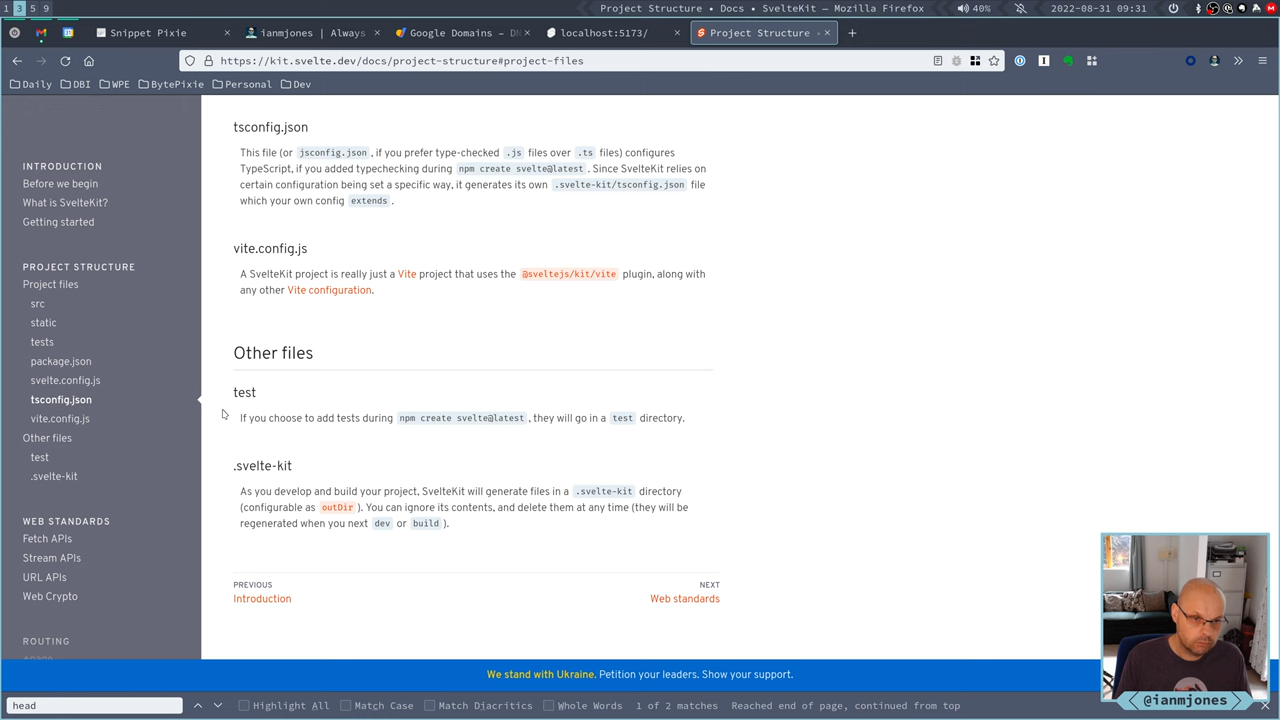 1 3 5 9
Project Structure • Docs • SvelteKit — Mozilla Firefox
40%
2022-08-31 09:31
Snippet Pixie
ianmjones | Always
Google Domains – DN
localhost:5173/
Project Structure •
https://kit.svelte.dev/docs/project-structure#project-files
Daily
DBI
WPE
BytePixie
Personal
Dev
INTRODUCTION
Before we begin
What is SvelteKit?
Getting started
PROJECT STRUCTURE
Project files
src
static
tests
package.json
svelte.config.js
tsconfig.json
vite.config.js
Other files
test
.svelte-kit
WEB STANDARDS
Fetch APIs
Stream APIs
URL APIs
Web Crypto
ROUTING
tsconfig.json
This file (or jsconfig.json, if you prefer type-checked .js files over .ts files) configures
TypeScript, if you added typechecking during npm create svelte@latest. Since SvelteKit relies on
certain configuration being set a specific way, it generates its own .svelte-kit/tsconfig.json file
which your own config extends.
vite.config.js
A SvelteKit project is really just a Vite project that uses the @sveltejs/kit/vite plugin, along with
any other Vite configuration.
Other files
test
If you choose to add tests during npm create svelte@latest, they will go in a test directory.
.svelte-kit
As you develop and build your project, SvelteKit will generate files in a .svelte-kit directory
(configurable as outDir). You can ignore its contents, and delete them at any time (they will be
regenerated when you next dev or build).
PREVIOUS
Introduction
NEXT
Web standards
We stand with Ukraine. Petition your leaders. Show your support.
head
Highlight All
Match Case
Match Diacritics
Whole Words
1 of 2 matches
Reached end of page, continued from top
@ianmjones